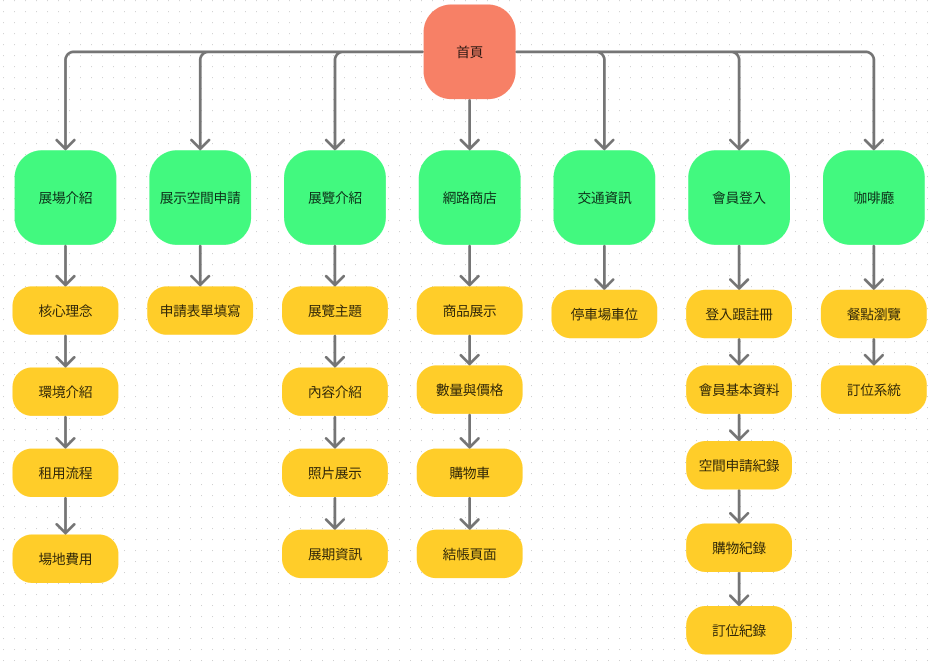 首頁
展場介紹
展示空間申請
展覽介紹
網路商店
交通資訊
會員登入
咖啡廳
核心理念
申請表單填寫
展覽主題
商品展示
停車場車位
登入跟註冊
餐點瀏覽
環境介紹
內容介紹
數量與價格
會員基本資料
訂位系統
租用流程
照片展示
購物車
空間申請紀錄
場地費用
展期資訊
結帳頁面
購物紀錄
訂位紀錄